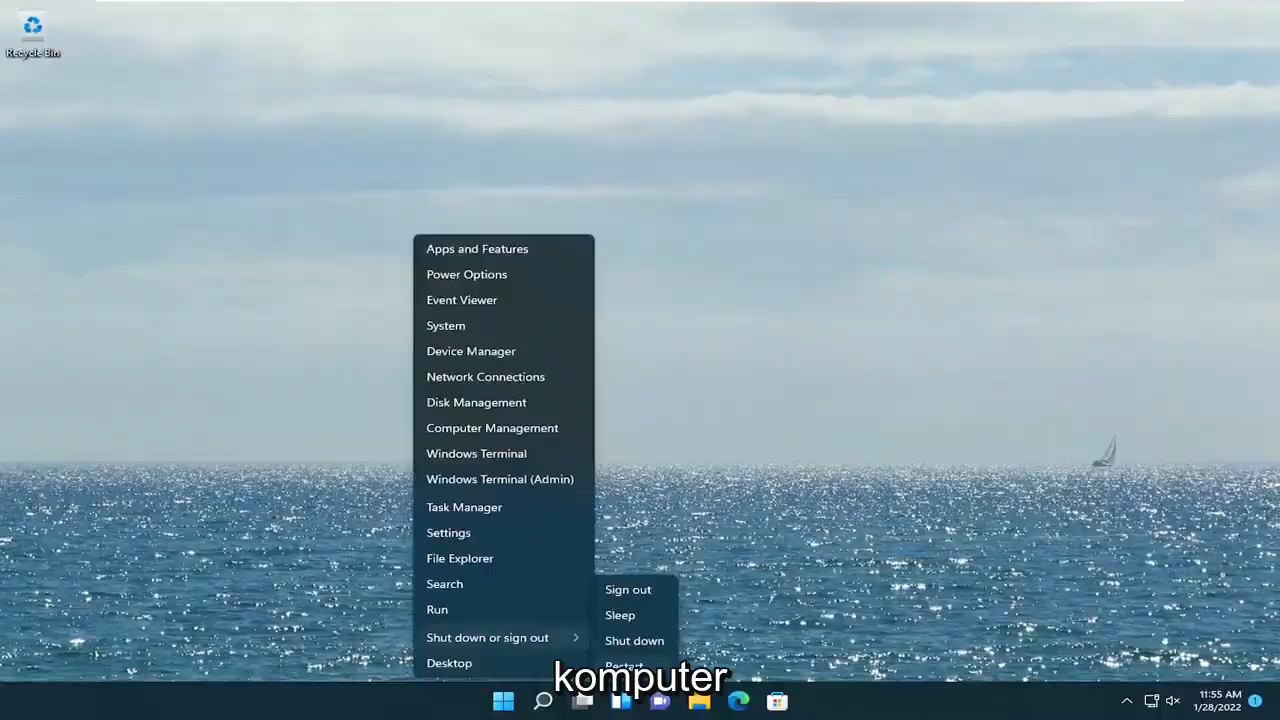 Recycle Bin
Apps and Features
Power Options
Event Viewer
System
Device Manager
Network Connections
Disk Management
Computer Management
Windows Terminal
Windows Terminal (Admin)
Task Manager
Settings
File Explorer
Search
Run
Shut down or sign out
Desktop
Sign out
Sleep
Shut down
Restart
komputer
11:55 AM
1/28/2022
1